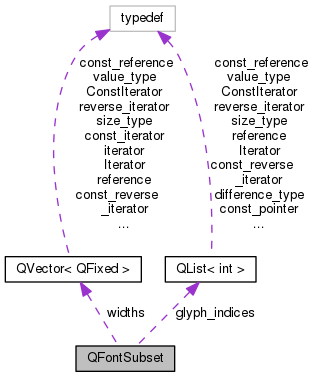 typedef
const_reference
value_type
ConstIterator
reverse_iterator
size_type
const_iterator
iterator
Iterator
reference
const_reverse
_iterator
...
const_reference
value_type
ConstIterator
reverse_iterator
size_type
reference
Iterator
const_reverse
_iterator
difference_type
const_pointer
...
QVector< QFixed >
QList< int >
widths
glyph_indices
QFontSubset